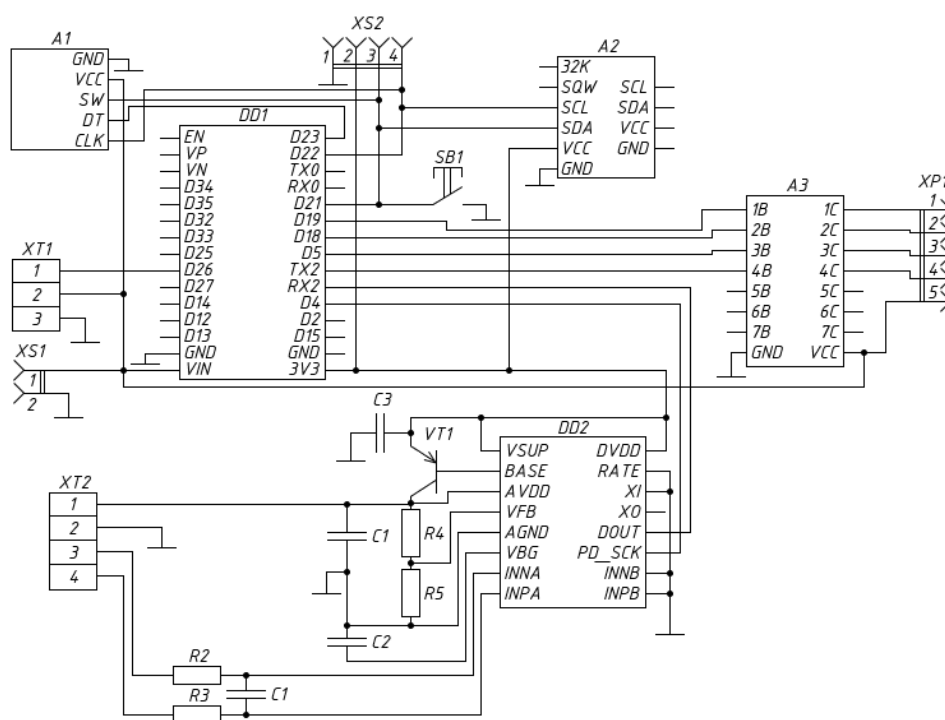 A1
GND
VCC
SW
DT
CLK
XS2
1
2
3
4
A2
32K
SQW
SCL
SDA
VCC
GND
SCL
SDA
VCC
GND
DD1
EN
VP
VN
D34
D35
D32
D33
D25
D26
D27
D14
D12
D13
GND
VIN
D23
D22
TX0
RX0
D21
D19
D18
D5
TX2
RX2
D4
D2
D15
GND
3V3
SB1
A3
1B
2B
3B
4B
5B
6B
7B
GND
1C
2C
3C
4C
5C
6C
7C
VCC
XP1
1
2
3
4
5
XT1
1
2
3
XS1
1
2
C3
VT1
DD2
VSUP
BASE
AVDD
VFB
AGND
VBG
INNA
INPA
DVDD
RATE
XI
XO
DOUT
PD_SCK
INNB
INPB
XT2
1
2
3
4
C1
R4
R5
C2
R2
R3
C1